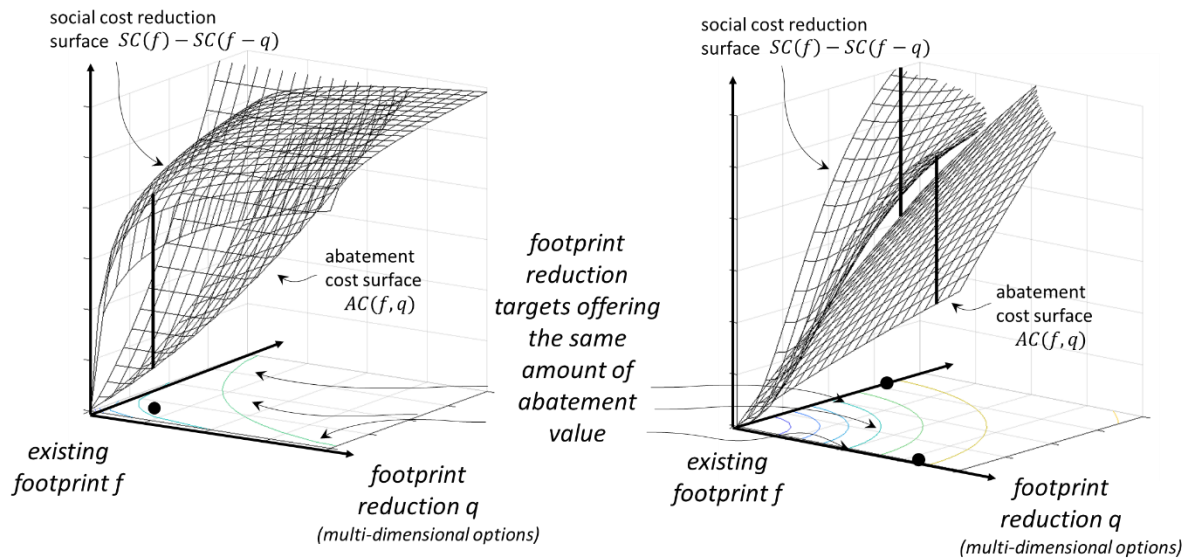 social cost reduction
surface SC(f) − SC(f − q)
abatement
cost surface
AC(f, q)
existing
footprint f
footprint
reduction q
(multi-dimensional options)
footprint
reduction
targets offering
the same
amount of
abatement
value
social cost reduction
surface SC(f) − SC(f − q)
abatement
cost surface
AC(f, q)
existing
footprint f
footprint
reduction q
(multi-dimensional options)